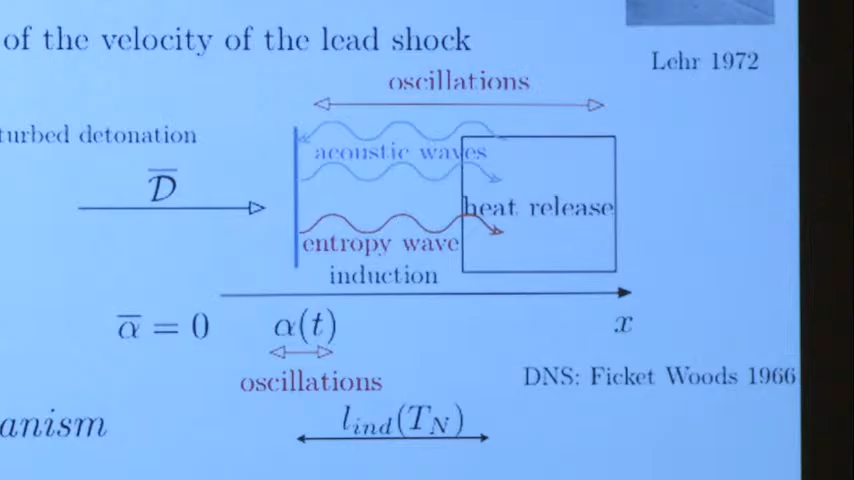 of the velocity of the lead shock
Lehr 1972
oscillations
turbed detonation
acoustic waves
D̅
heat release
entropy wave
induction
α̅ = 0
α(t)
x
oscillations
DNS: Ficket Woods 1966
anism
l_ind(T_N)